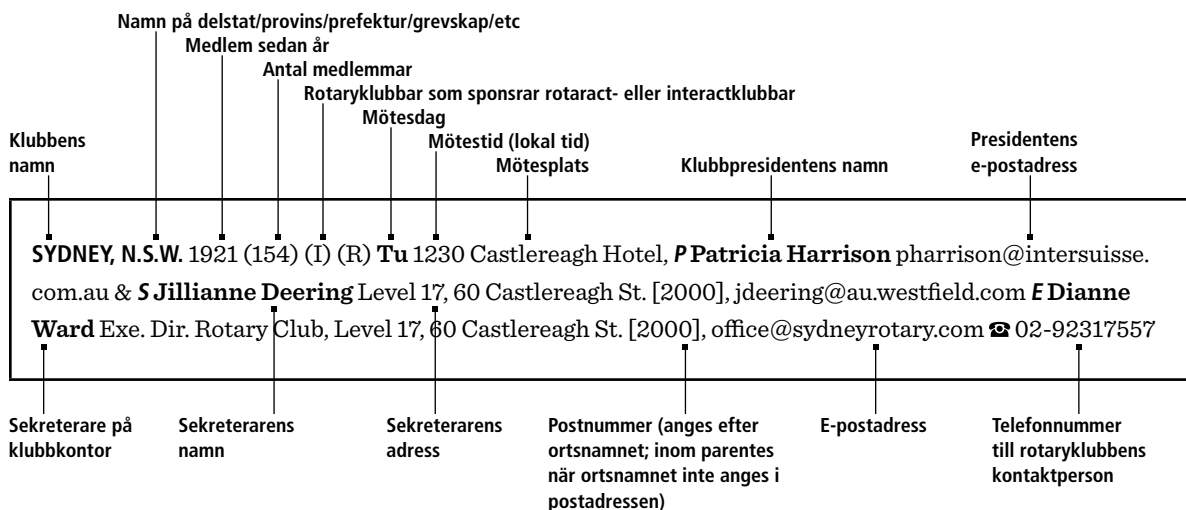 Namn på delstat/provins/prefektur/grevskap/etc
Medlem sedan år
Antal medlemmar
Rotaryklubbar som sponsrar rotaract- eller interactklubbar
Mötesdag
Mötestid (lokal tid)
Mötesplats
Klubbens
namn
Klubbpresidentens namn
Presidentens
e-postadress
SYDNEY, N.S.W. 1921 (154) (I) (R) Tu 1230 Castlereagh Hotel, P Patricia Harrison pharrison@intersuisse.
com.au & S Jillianne Deering Level 17, 60 Castlereagh St. [2000], jdeering@au.westfield.com E Dianne
Ward Exe. Dir. Rotary Club, Level 17, 60 Castlereagh St. [2000], office@sydneyrotary.com ☎ 02-92317557
Sekreterare på
klubbkontor
Sekreterarens
namn
Sekreterarens
adress
Postnummer (anges efter
ortsnamnet; inom parentes
när ortsnamnet inte anges i
postadressen)
E-postadress
Telefonnummer
till rotaryklubbens
kontaktperson